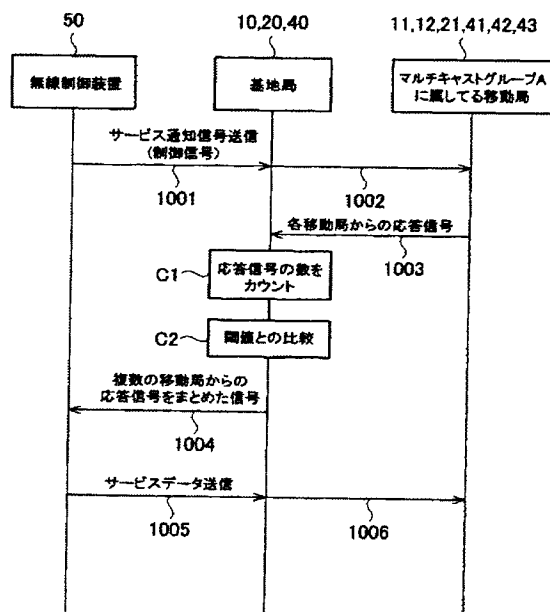 50
10,20,40
11,12,21,41,42,43
無線制御装置
基地局
マルチキャストグループA
に属してる移動局
サービス通知信号送信
(制御信号)
1001
1002
各移動局からの応答信号
1003
C1
応答信号の数を
カウント
C2
閾値との比較
複数の移動局からの
応答信号をまとめた信号
1004
サービスデータ送信
1005
1006